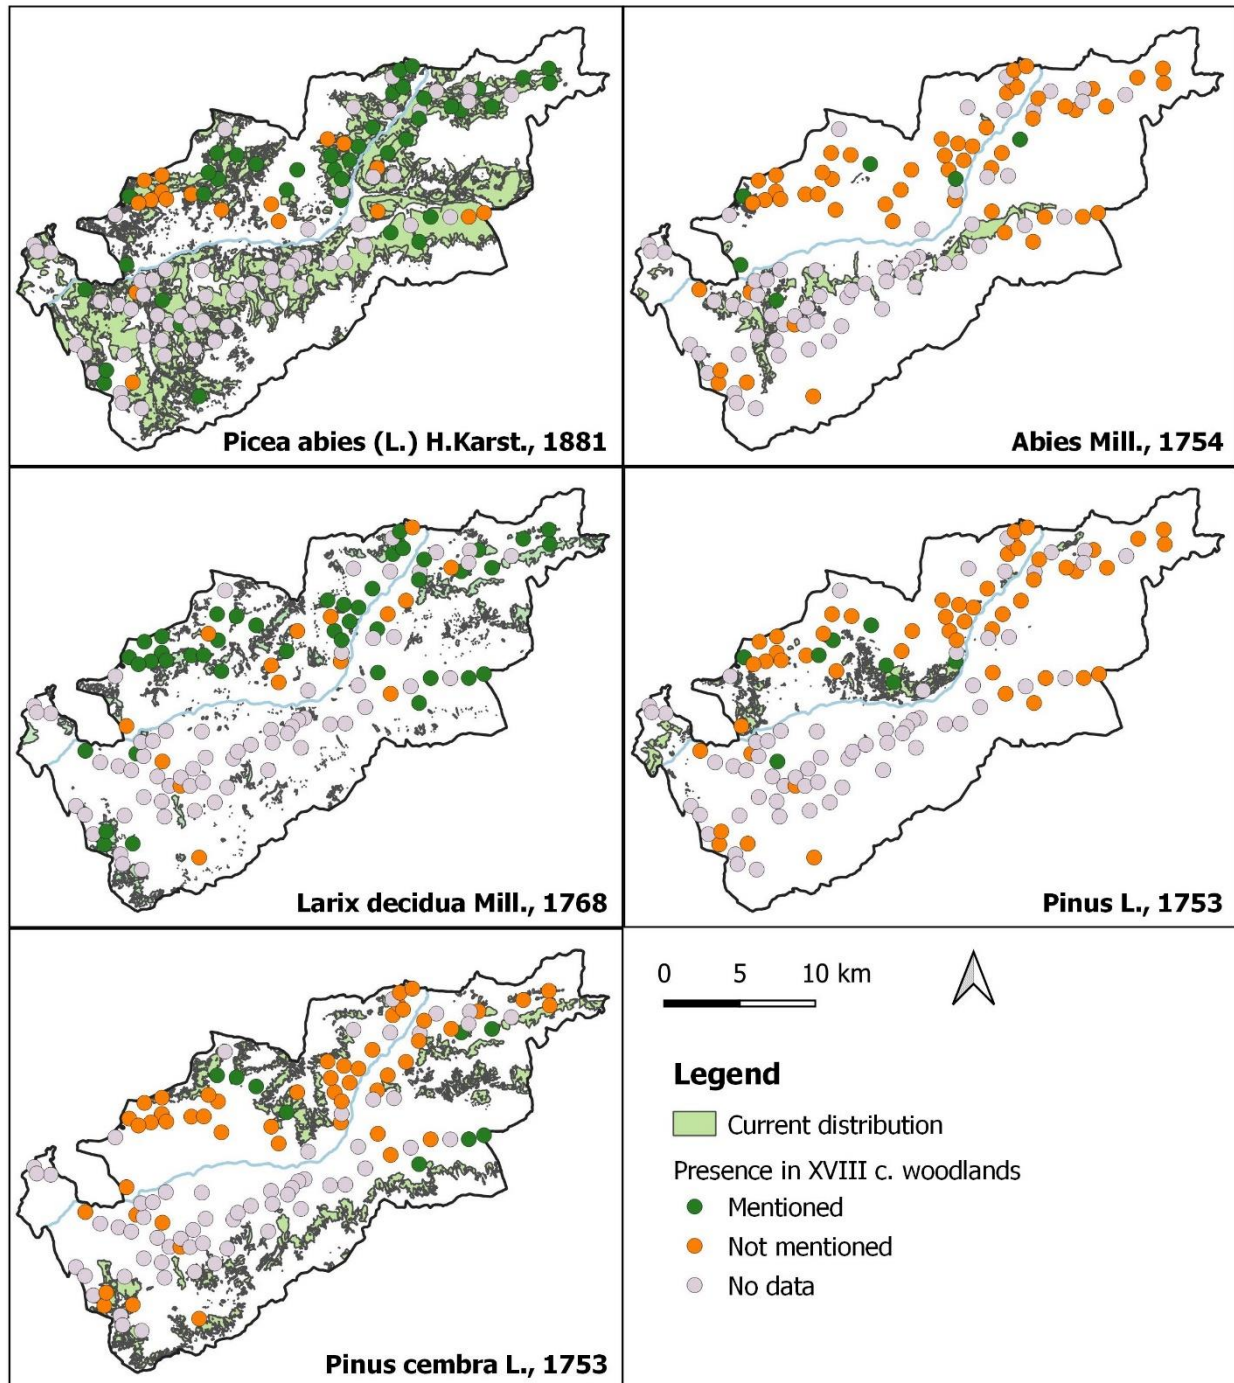 Picea abies (L.) H.Karst., 1881
Abies Mill., 1754
Larix decidua Mill., 1768
Pinus L., 1753
Pinus cembra L., 1753
0 5 10 km
Legend
Current distribution
Presence in XVIII c. woodlands
Mentioned
Not mentioned
No data